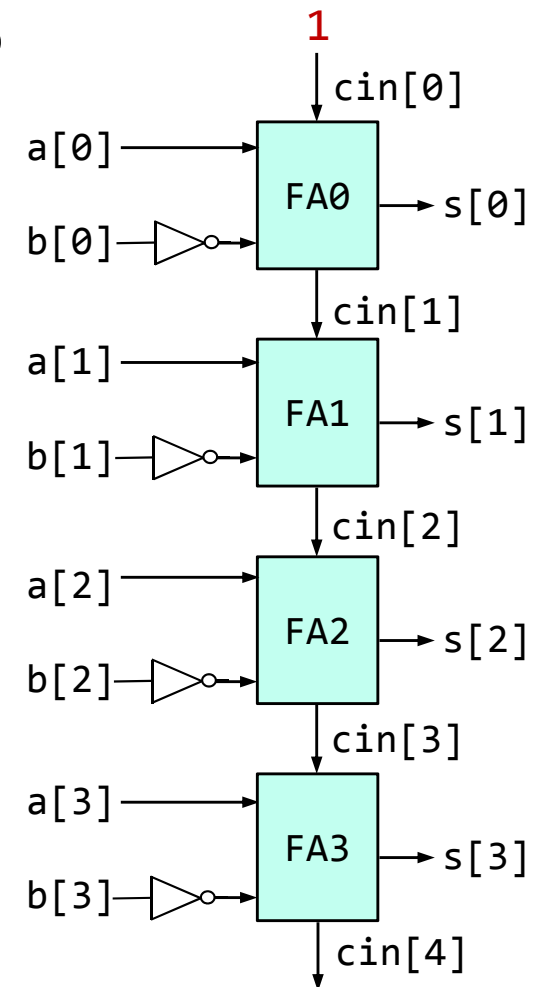 1
cin[0]
a[0]
FA0
s[0]
b[0]
cin[1]
a[1]
FA1
s[1]
b[1]
cin[2]
a[2]
FA2
s[2]
b[2]
cin[3]
a[3]
FA3
s[3]
b[3]
cin[4]